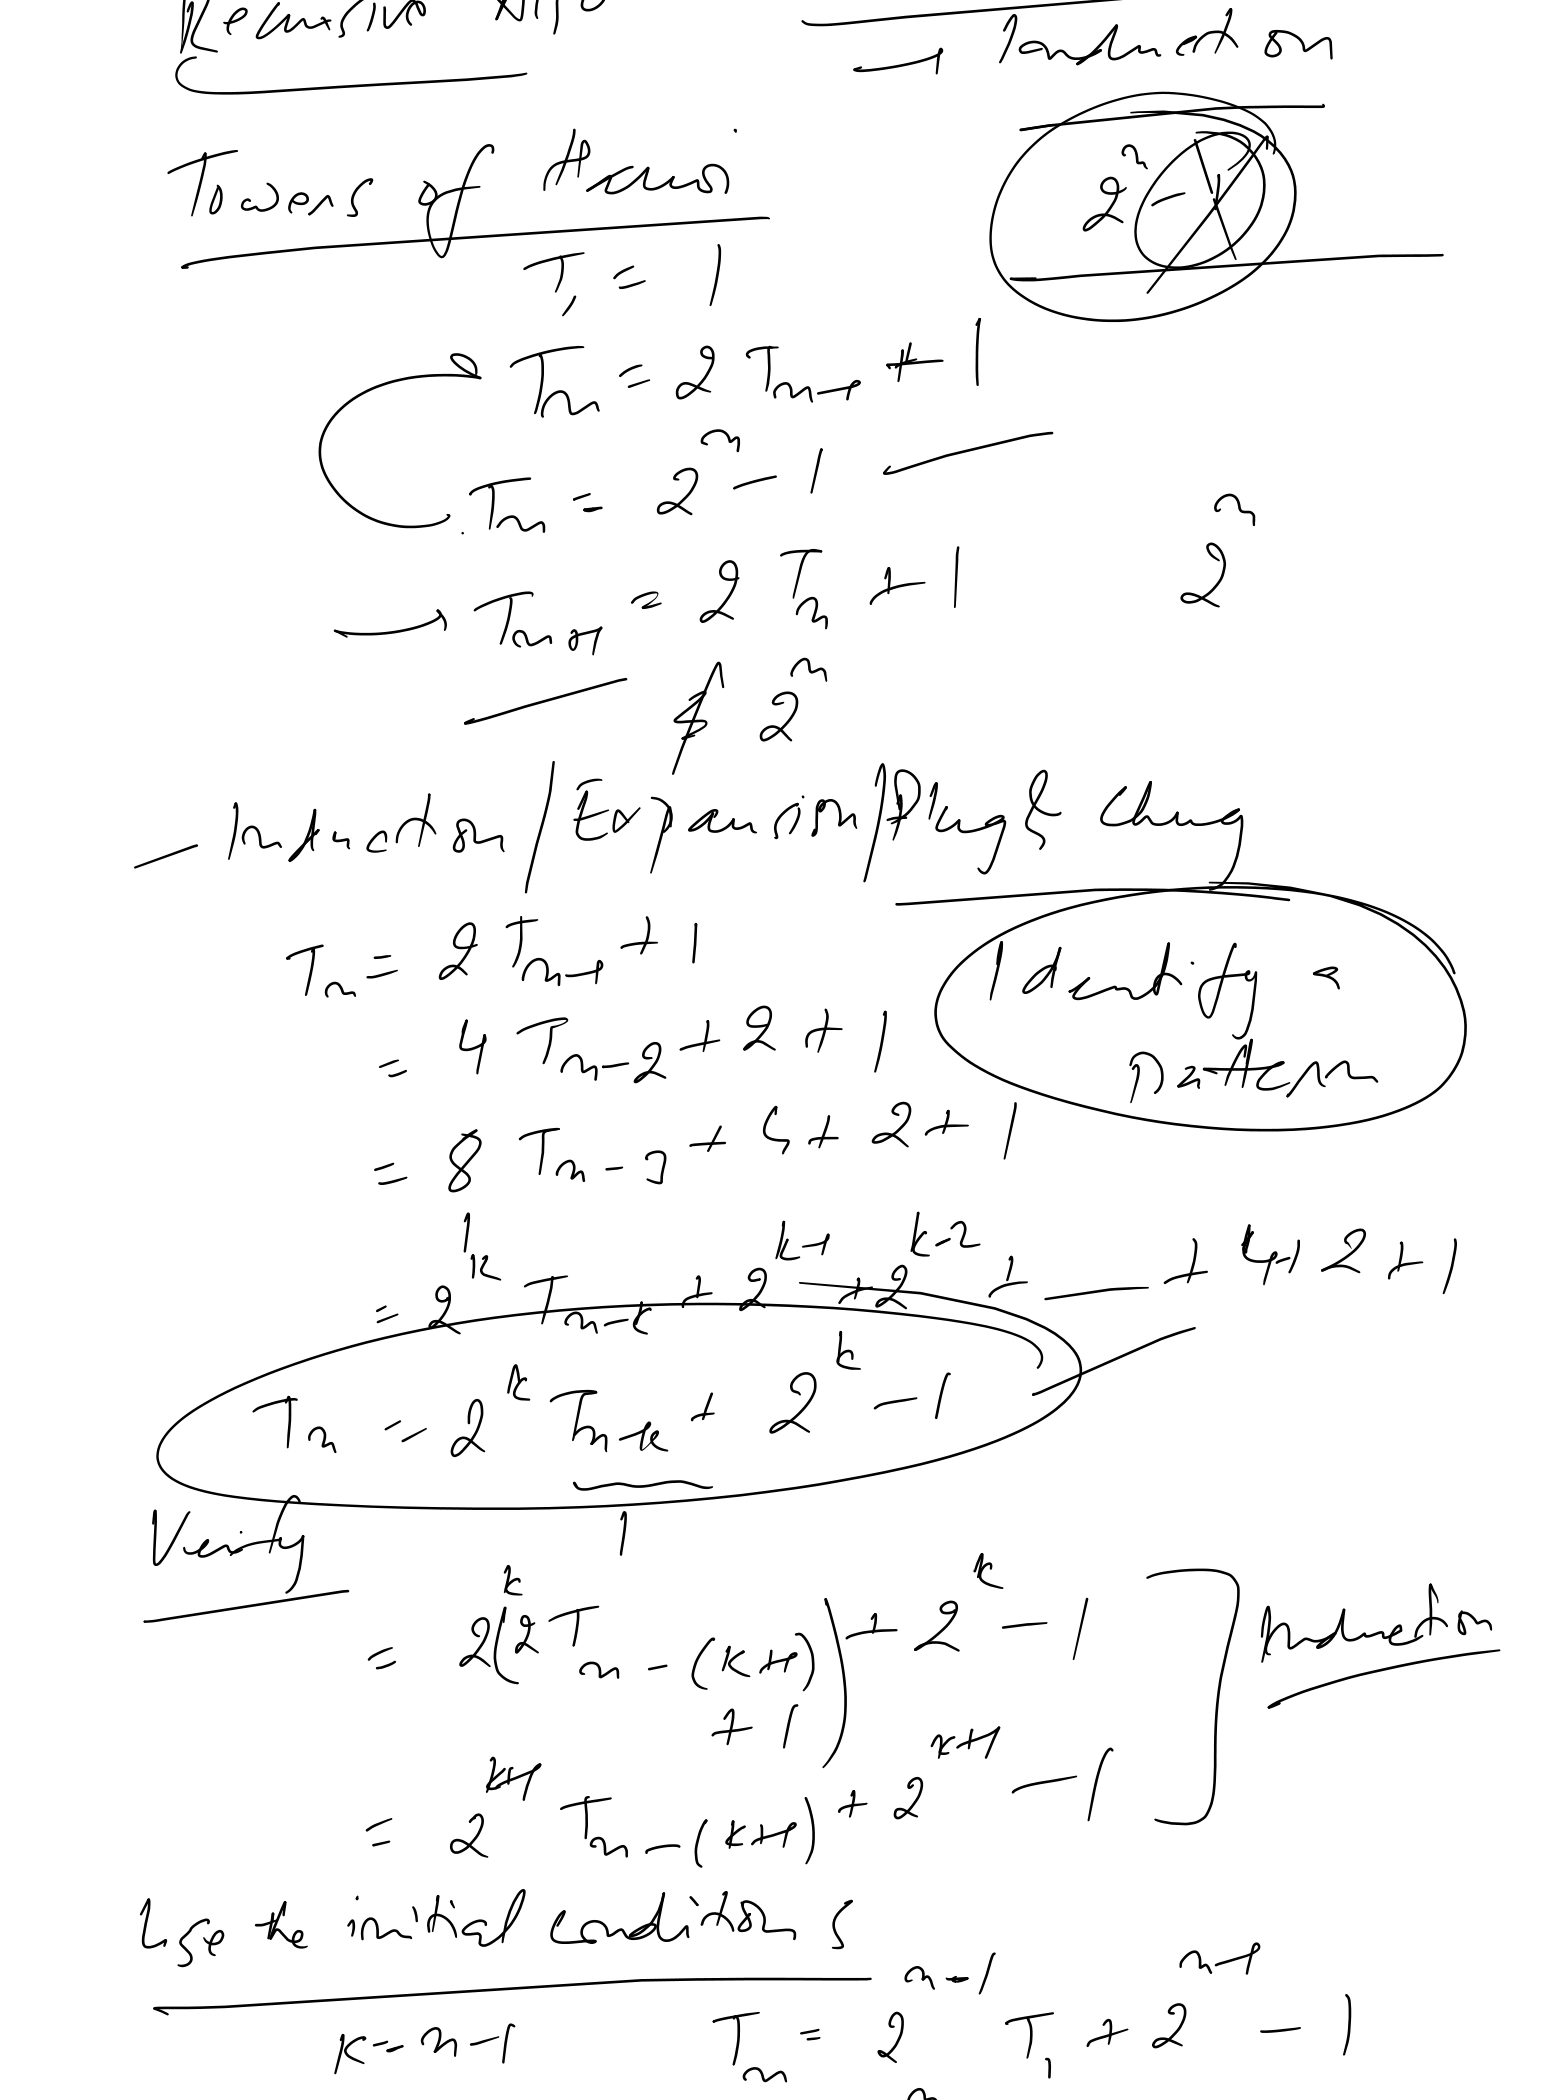 Recursive
→ Induction
Towers of Hanoi
2^n - 1
T_1 = 1
T_n = 2 T_{n-1} + 1
T_n = 2^n - 1
→ T_{n+1} = 2 T_n + 1
2^n
≰ 2^n
— Induction / Expansion / Plug & Chug
T_n = 2 T_{n-1} + 1
Identify a
pattern
= 4 T_{n-2} + 2 + 1
= 8 T_{n-3} + 4 + 2 + 1
= 2^k T_{n-k} + 2^{k-1} + 2^{k-2} + — + 4 + 2 + 1
T_n = 2^k T_{n-k} + 2^k - 1
Verify
1
= 2^k (2 T_{n-(k+1)} + 1) + 2^k - 1
Induction
= 2^{k+1} T_{n-(k+1)} + 2^{k+1} - 1
Use the initial conditions
k = n-1
T_n = 2^{n-1} T_1 + 2^{n-1} - 1